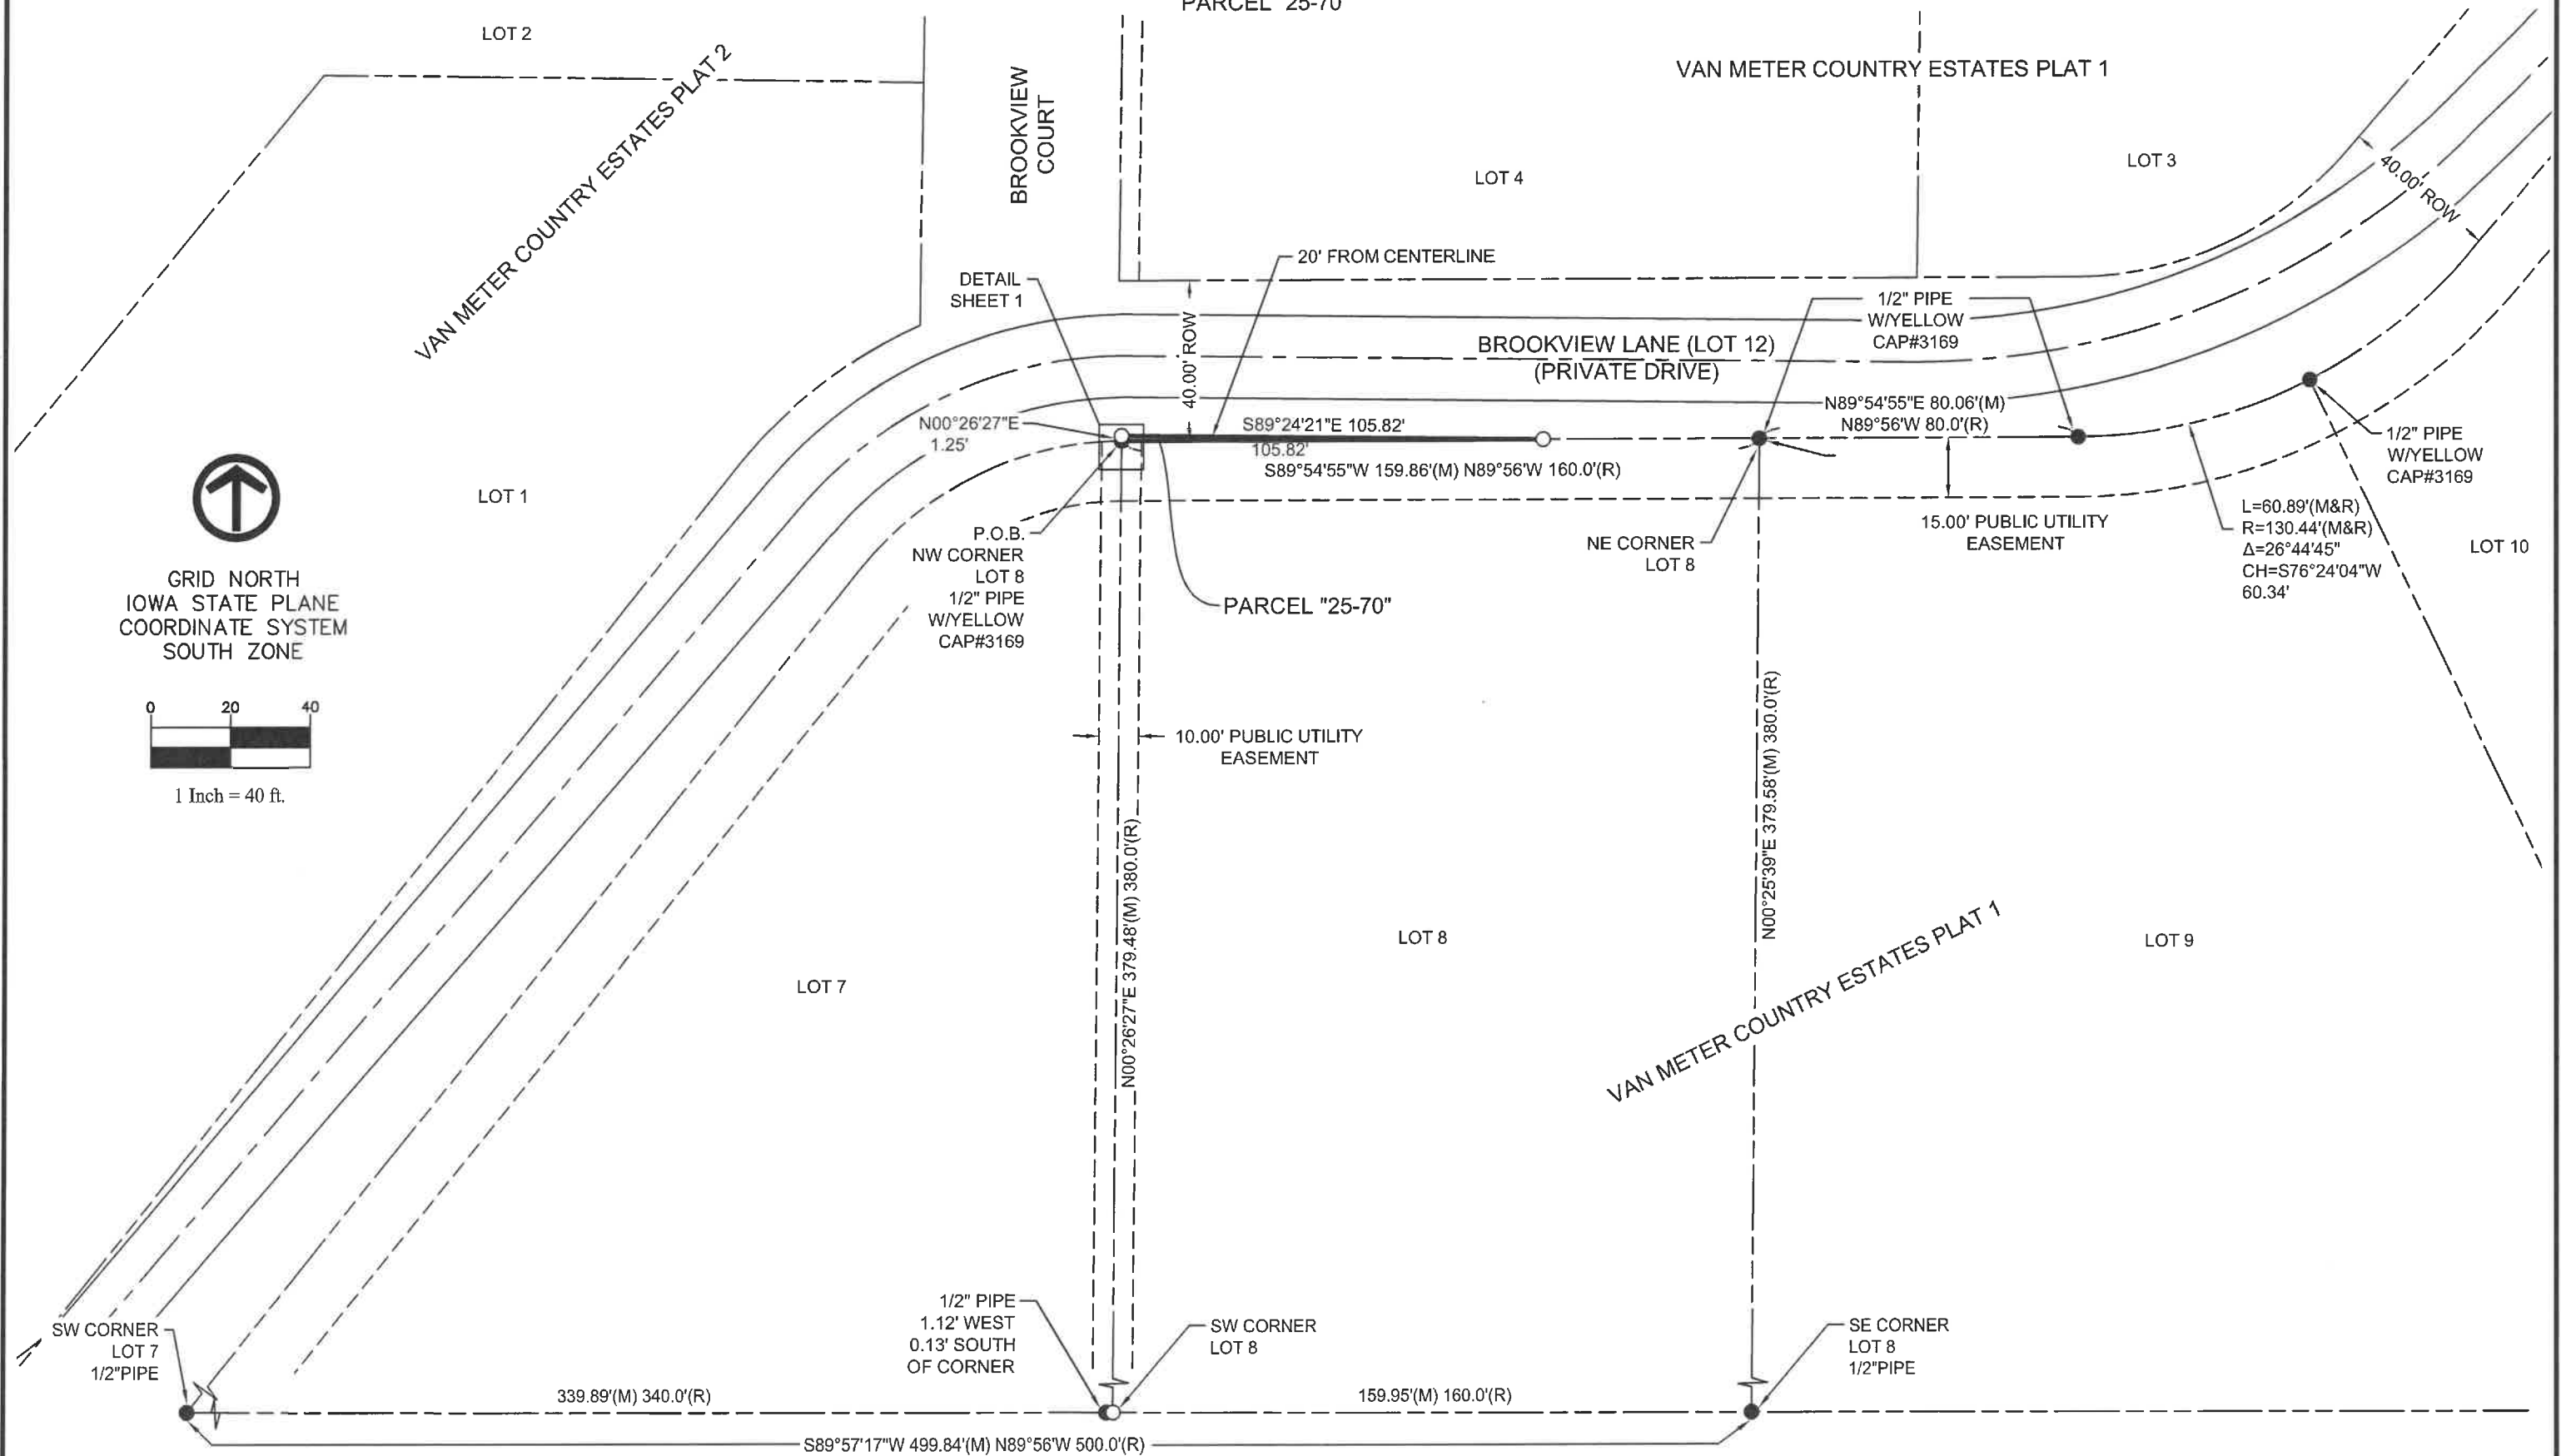 PARCEL "25-70"
LOT 2
VAN METER COUNTRY ESTATES PLAT 2
BROOKVIEW
COURT
VAN METER COUNTRY ESTATES PLAT 1
LOT 4
LOT 3
40.00' ROW
DETAIL
SHEET 1
20' FROM CENTERLINE
40.00' ROW
1/2" PIPE
W/YELLOW
CAP#3169
BROOKVIEW LANE (LOT 12)
(PRIVATE DRIVE)
N00°26'27"E
1.25'
S89°24'21"E 105.82'
105.82'
S89°54'55"W 159.86'(M) N89°56'W 160.0'(R)
N89°54'55"E 80.06'(M)
N89°56'W 80.0'(R)
1/2" PIPE
W/YELLOW
CAP#3169
LOT 1
P.O.B.
NW CORNER
LOT 8
1/2" PIPE
W/YELLOW
CAP#3169
PARCEL "25-70"
NE CORNER
LOT 8
15.00' PUBLIC UTILITY
EASEMENT
L=60.89'(M&R)
R=130.44'(M&R)
Δ=26°44'45"
CH=S76°24'04"W
60.34'
LOT 10
GRID NORTH
IOWA STATE PLANE
COORDINATE SYSTEM
SOUTH ZONE
0 20 40
1 Inch = 40 ft.
10.00' PUBLIC UTILITY
EASEMENT
N00°26'27"E 379.48'(M) 380.0'(R)
N00°25'39"E 379.58'(M) 380.0'(R)
LOT 7
LOT 8
VAN METER COUNTRY ESTATES PLAT 1
LOT 9
SW CORNER
LOT 7
1/2"PIPE
1/2" PIPE
1.12' WEST
0.13' SOUTH
OF CORNER
SW CORNER
LOT 8
SE CORNER
LOT 8
1/2"PIPE
339.89'(M) 340.0'(R)
159.95'(M) 160.0'(R)
S89°57'17"W 499.84'(M) N89°56'W 500.0'(R)